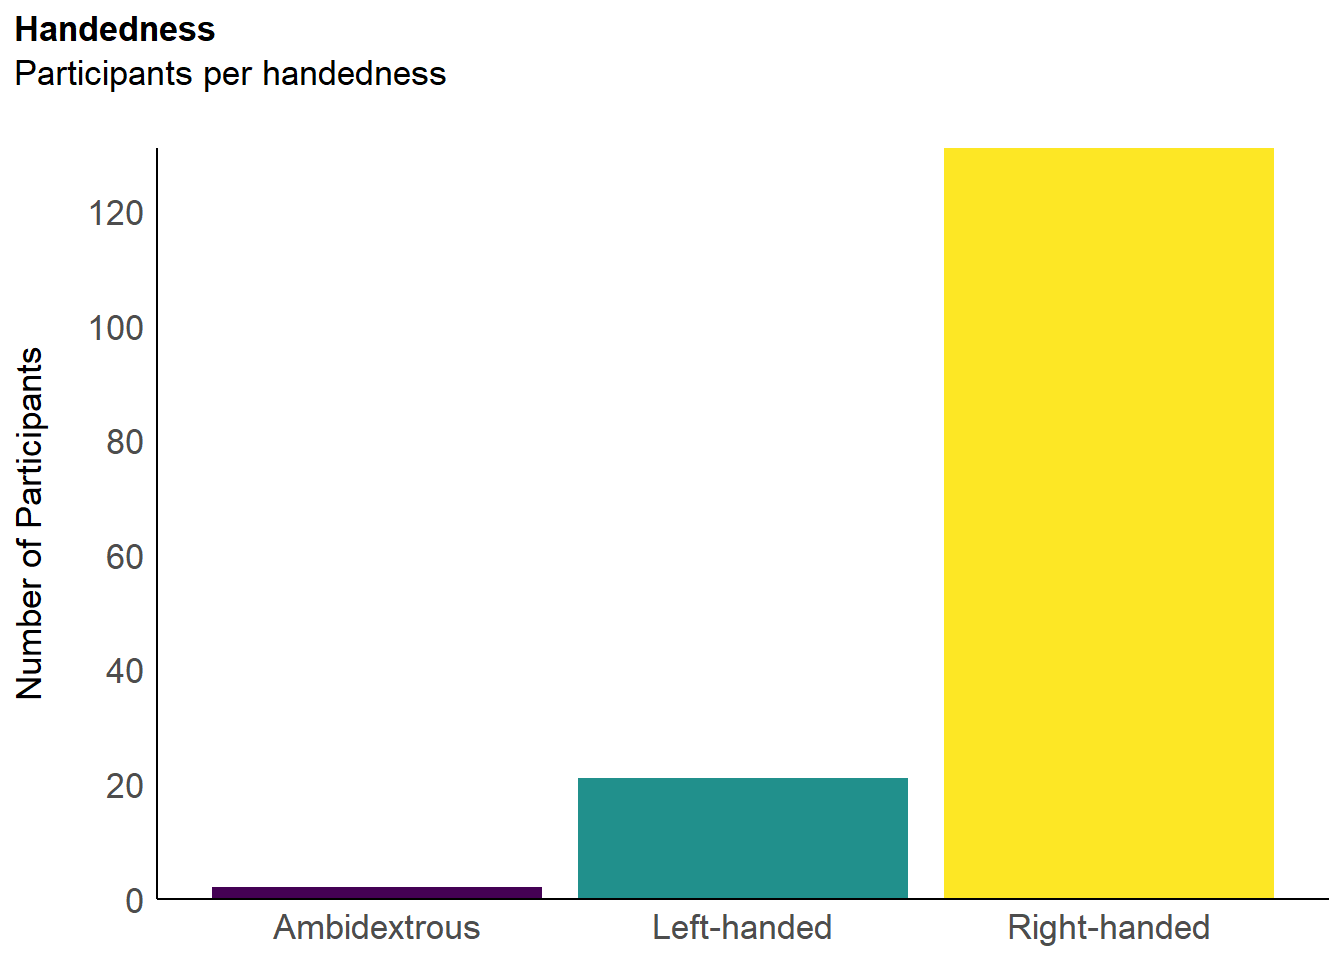 Handedness
Participants per handedness
Number of Participants
120
100
80
60
40
20
0
Ambidextrous
Left-handed
Right-handed